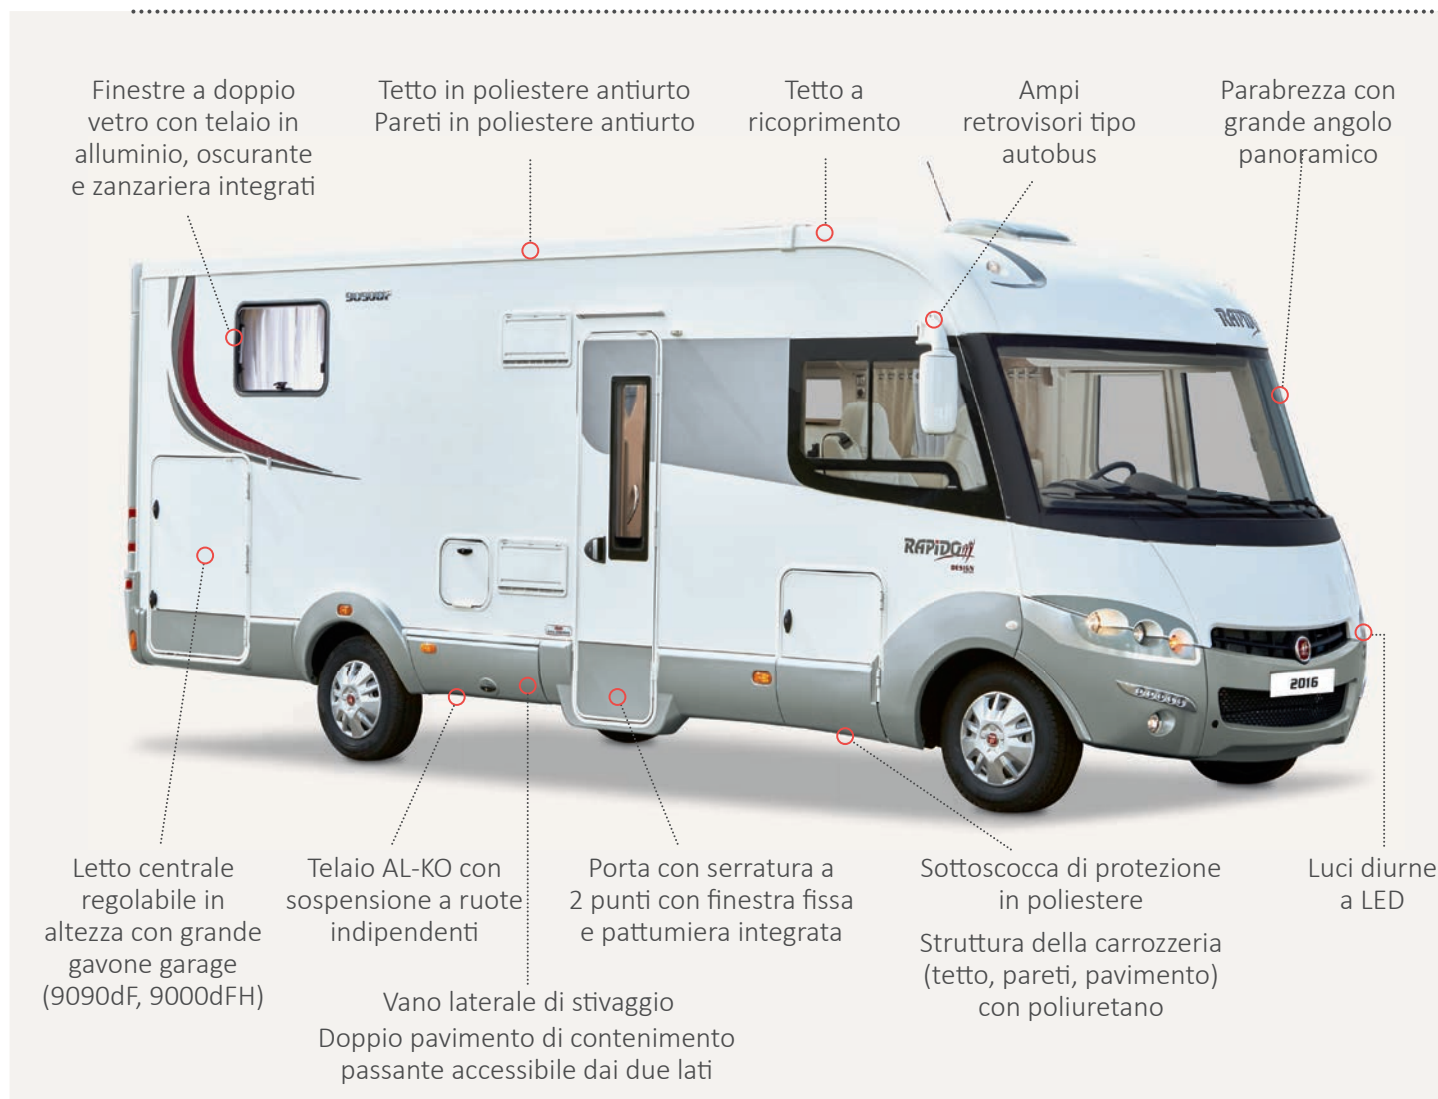 Finestre a doppio
vetro con telaio in
alluminio, oscurante
e zanzariera integrati
Tetto in poliestere antiurto
Pareti in poliestere antiurto
Tetto a
ricoprimento
Ampi
retrovisori tipo
autobus
Parabrezza con
grande angolo
panoramico
9090DF
RAPIDO
RAPIDO
DESIGN
2016
Letto centrale
regolabile in
altezza con grande
gavone garage
(9090dF, 9000dFH)
Telaio AL-KO con
sospensione a ruote
indipendenti
Vano laterale di stivaggio
Doppio pavimento di contenimento
passante accessibile dai due lati
Porta con serratura a
2 punti con finestra fissa
e pattumiera integrata
Sottoscocca di protezione
in poliestere
Struttura della carrozzeria
(tetto, pareti, pavimento)
con poliuretano
Luci diurne
a LED